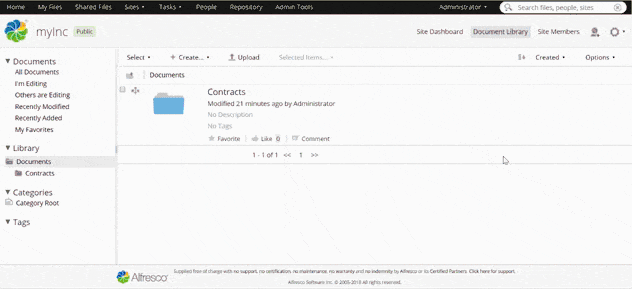 Home My Files Shared Files Sites Tasks People Repository Admin Tools Administrator Search files, people, sites
myInc Public Site Dashboard Document Library Site Members
Documents
All Documents
I'm Editing
Others are Editing
Recently Modified
Recently Added
My Favorites
Library
Documents
Contracts
Categories
Category Root
Tags
Select + Create... Upload Selected Items... Created Options
Documents
Contracts
Modified 21 minutes ago by Administrator
No Description
No Tags
Favorite Like 0 Comment
1 - 1 of 1 << 1 >>
Alfresco
Supplied free of charge with no support, no certification, no maintenance, no warranty and no indemnity by Alfresco or its Certified Partners. Click here for support.
Alfresco Software Inc. © 2005-2018 All rights reserved.